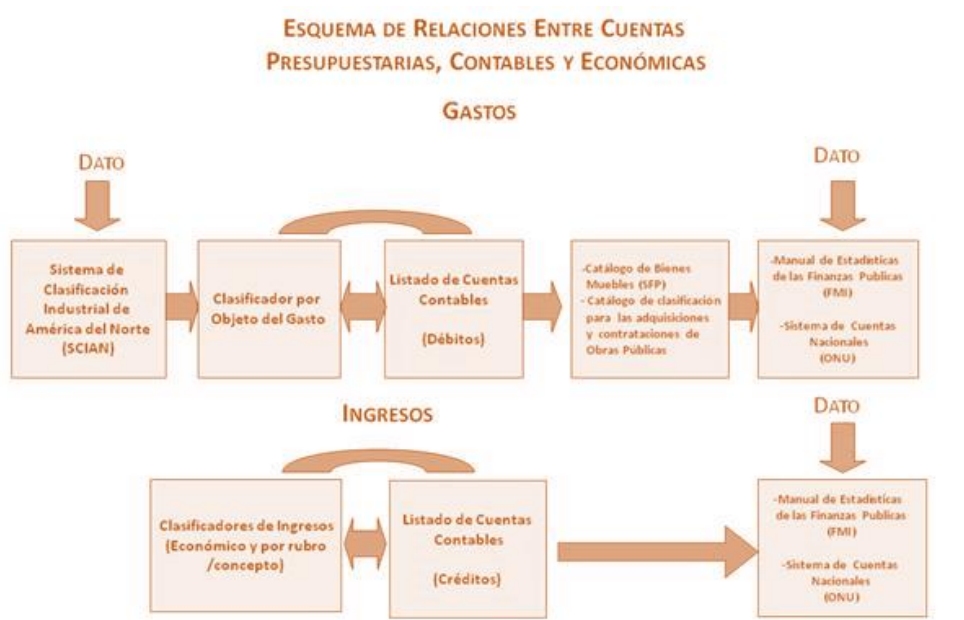 ESQUEMA DE RELACIONES ENTRE CUENTAS
PRESUPUESTARIAS, CONTABLES Y ECONÓMICAS
GASTOS
DATO
DATO
Sistema de
Clasificación
Industrial de
América del Norte
(SCIAN)
Clasificador por
Objeto del Gasto
Listado de Cuentas
Contables
(Débitos)
-Catálogo de Bienes
Muebles (SFP)
- Catálogo de clasificación
para las adquisiciones
y contrataciones de
Obras Públicas
-Manual de Estadísticas
de las Finanzas Publicas
(FMI)
-Sistema de Cuentas
Nacionales
(ONU)
INGRESOS
DATO
Clasificadores de Ingresos
(Económico y por rubro
/concepto)
Listado de Cuentas
Contables
(Créditos)
-Manual de Estadísticas
de las Finanzas Publicas
(FMI)
-Sistema de Cuentas
Nacionales
(ONU)